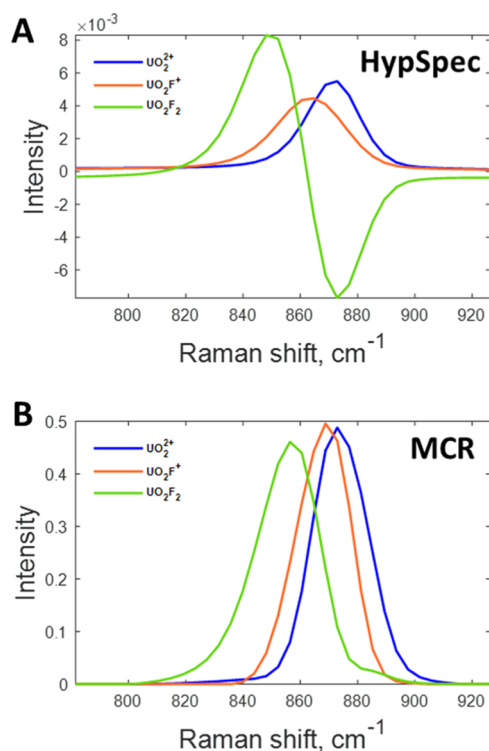 A
×10⁻³
HypSpec
8
6
4
2
0
-2
-4
-6
Intensity
UO₂²⁺
UO₂F⁺
UO₂F₂
800 820 840 860 880 900 920
Raman shift, cm⁻¹
B
MCR
0.5
0.4
0.3
0.2
0.1
0
Intensity
UO₂²⁺
UO₂F⁺
UO₂F₂
800 820 840 860 880 900 920
Raman shift, cm⁻¹